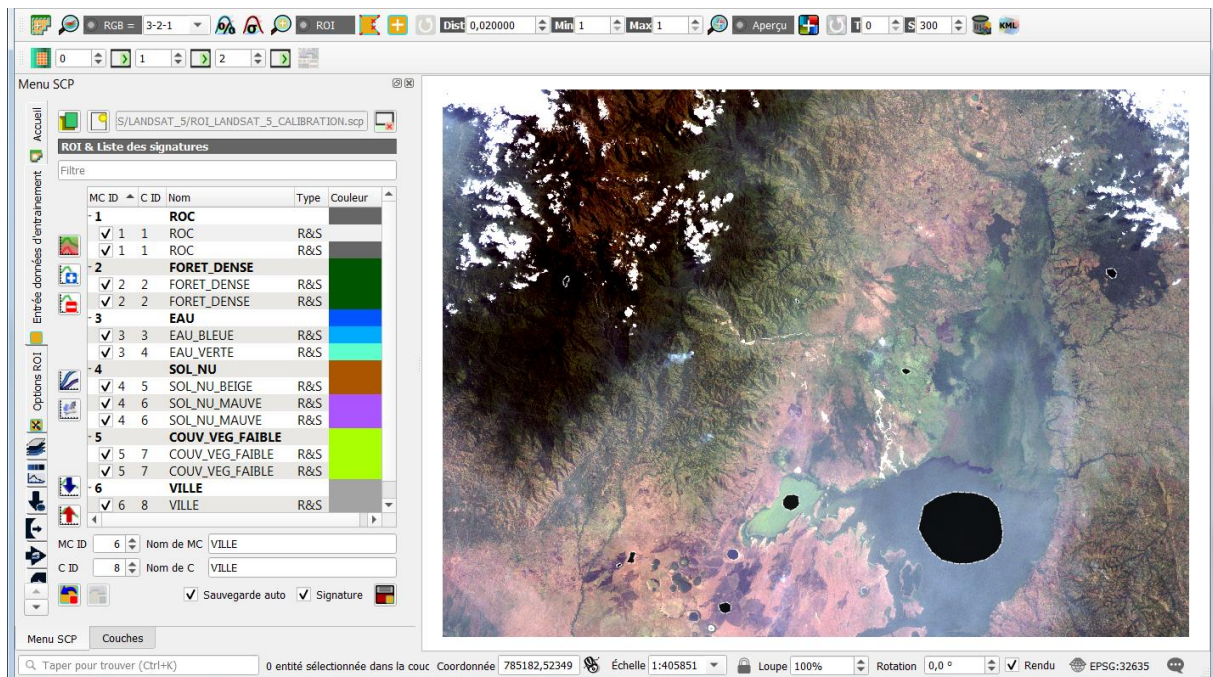 RGB = 3-2-1 ROI Dist 0,020000 Min 1 Max 1 Aperçu T 0 S 300 KML
0 1 2
Menu SCP
S/LANDSAT_5/ROI_LANDSAT_5_CALIBRATION.scp
ROI & Liste des signatures
Filtre
MC ID C ID Nom Type Couleur
1 ROC
1 1 ROC R&S
1 1 ROC R&S
2 FORET_DENSE
2 2 FORET_DENSE R&S
2 2 FORET_DENSE R&S
3 EAU
3 3 EAU_BLEUE R&S
3 4 EAU_VERTE R&S
4 SOL_NU
4 5 SOL_NU_BEIGE R&S
4 6 SOL_NU_MAUVE R&S
4 6 SOL_NU_MAUVE R&S
5 COUV_VEG_FAIBLE
5 7 COUV_VEG_FAIBLE R&S
5 7 COUV_VEG_FAIBLE R&S
6 VILLE
6 8 VILLE R&S
MC ID 6 Nom de MC VILLE
C ID 8 Nom de C VILLE
Sauvegarde auto Signature
Accueil
Entrée données d'entrainement
Options ROI
Menu SCP Couches
Taper pour trouver (Ctrl+K) 0 entité sélectionnée dans la couc Coordonnée 785182,52349 Échelle 1:405851 Loupe 100% Rotation 0,0 ° Rendu EPSG:32635